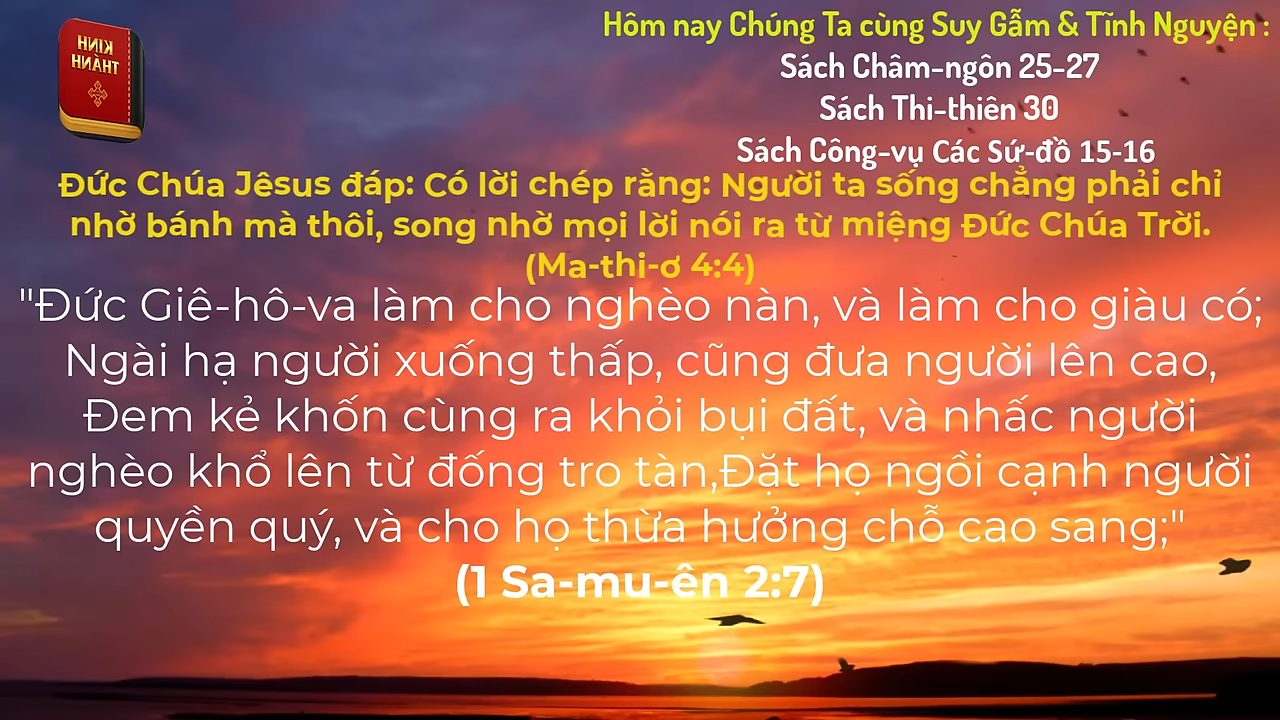 KINH
THÁNH
Hôm nay Chúng Ta cùng Suy Gẫm & Tĩnh Nguyện :
Sách Châm-ngôn 25-27
Sách Thi-thiên 30
Sách Công-vụ Các Sứ-đồ 15-16
Đức Chúa Jêsus đáp: Có lời chép rằng: Người ta sống chẳng phải chỉ
nhờ bánh mà thôi, song nhờ mọi lời nói ra từ miệng Đức Chúa Trời.
(Ma-thi-ơ 4:4)
"Đức Giê-hô-va làm cho nghèo nàn, và làm cho giàu có;
Ngài hạ người xuống thấp, cũng đưa người lên cao,
Đem kẻ khốn cùng ra khỏi bụi đất, và nhấc người
nghèo khổ lên từ đống tro tàn,Đặt họ ngồi cạnh người
quyền quý, và cho họ thừa hưởng chỗ cao sang;"
(1 Sa-mu-ên 2:7)